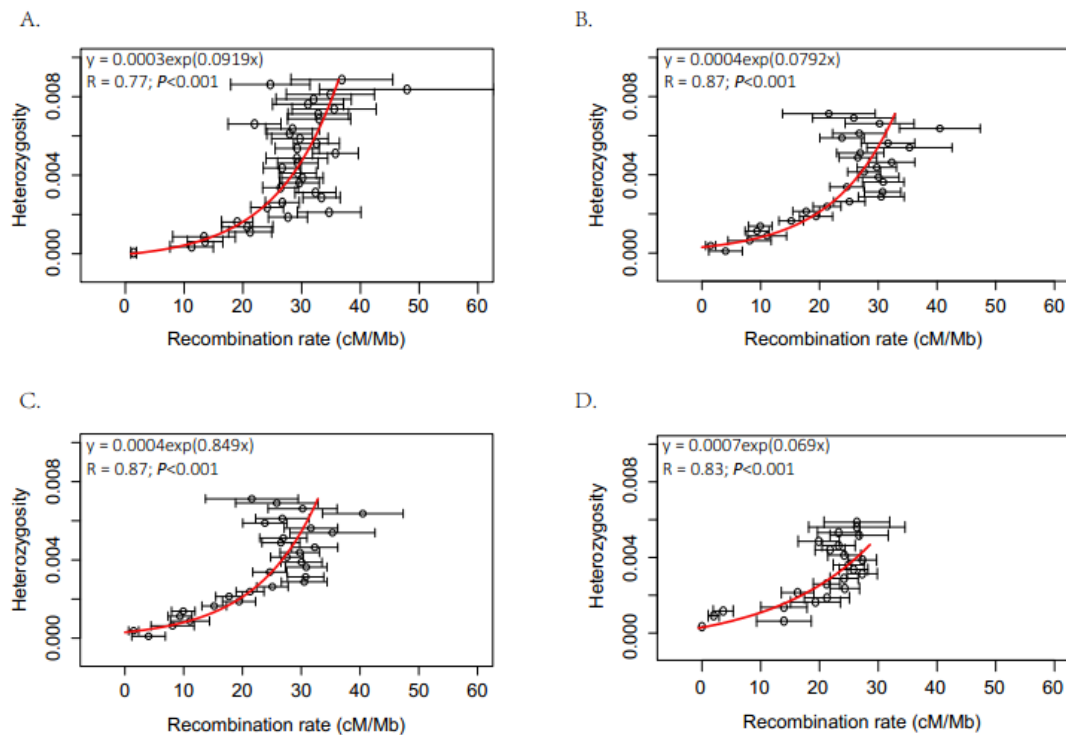 A.
y = 0.0003exp(0.0919x)
R = 0.77; P<0.001
Heterozygosity
0.000
0.004
0.008
0 10 20 30 40 50 60
Recombination rate (cM/Mb)
B.
y = 0.0004exp(0.0792x)
R = 0.87; P<0.001
Heterozygosity
0.000
0.004
0.008
0 10 20 30 40 50 60
Recombination rate (cM/Mb)
C.
y = 0.0004exp(0.849x)
R = 0.87; P<0.001
Heterozygosity
0.000
0.004
0.008
0 10 20 30 40 50 60
Recombination rate (cM/Mb)
D.
y = 0.0007exp(0.069x)
R = 0.83; P<0.001
Heterozygosity
0.000
0.004
0.008
0 10 20 30 40 50 60
Recombination rate (cM/Mb)